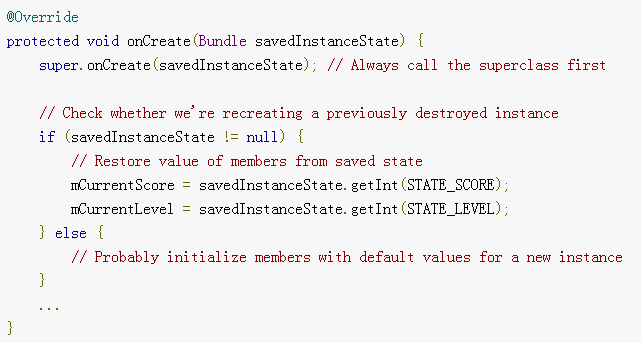 @Override
protected void onCreate(Bundle savedInstanceState) {
    super.onCreate(savedInstanceState); // Always call the superclass first

    // Check whether we're recreating a previously destroyed instance
    if (savedInstanceState != null) {
        // Restore value of members from saved state
        mCurrentScore = savedInstanceState.getInt(STATE_SCORE);
        mCurrentLevel = savedInstanceState.getInt(STATE_LEVEL);
    } else {
        // Probably initialize members with default values for a new instance
    }
    ...
}